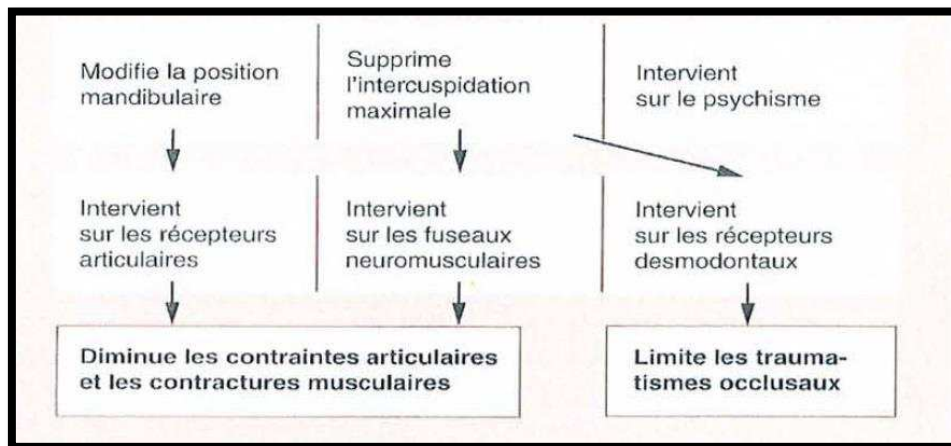 Modifie la position
mandibulaire
Supprime
l'intercuspidation
maximale
Intervient
sur le psychisme
Intervient
sur les récepteurs
articulaires
Intervient
sur les fuseaux
neuromusculaires
Intervient
sur les récepteurs
desmodontaux
Diminue les contraintes articulaires
et les contractures musculaires
Limite les trauma-
tismes occlusaux